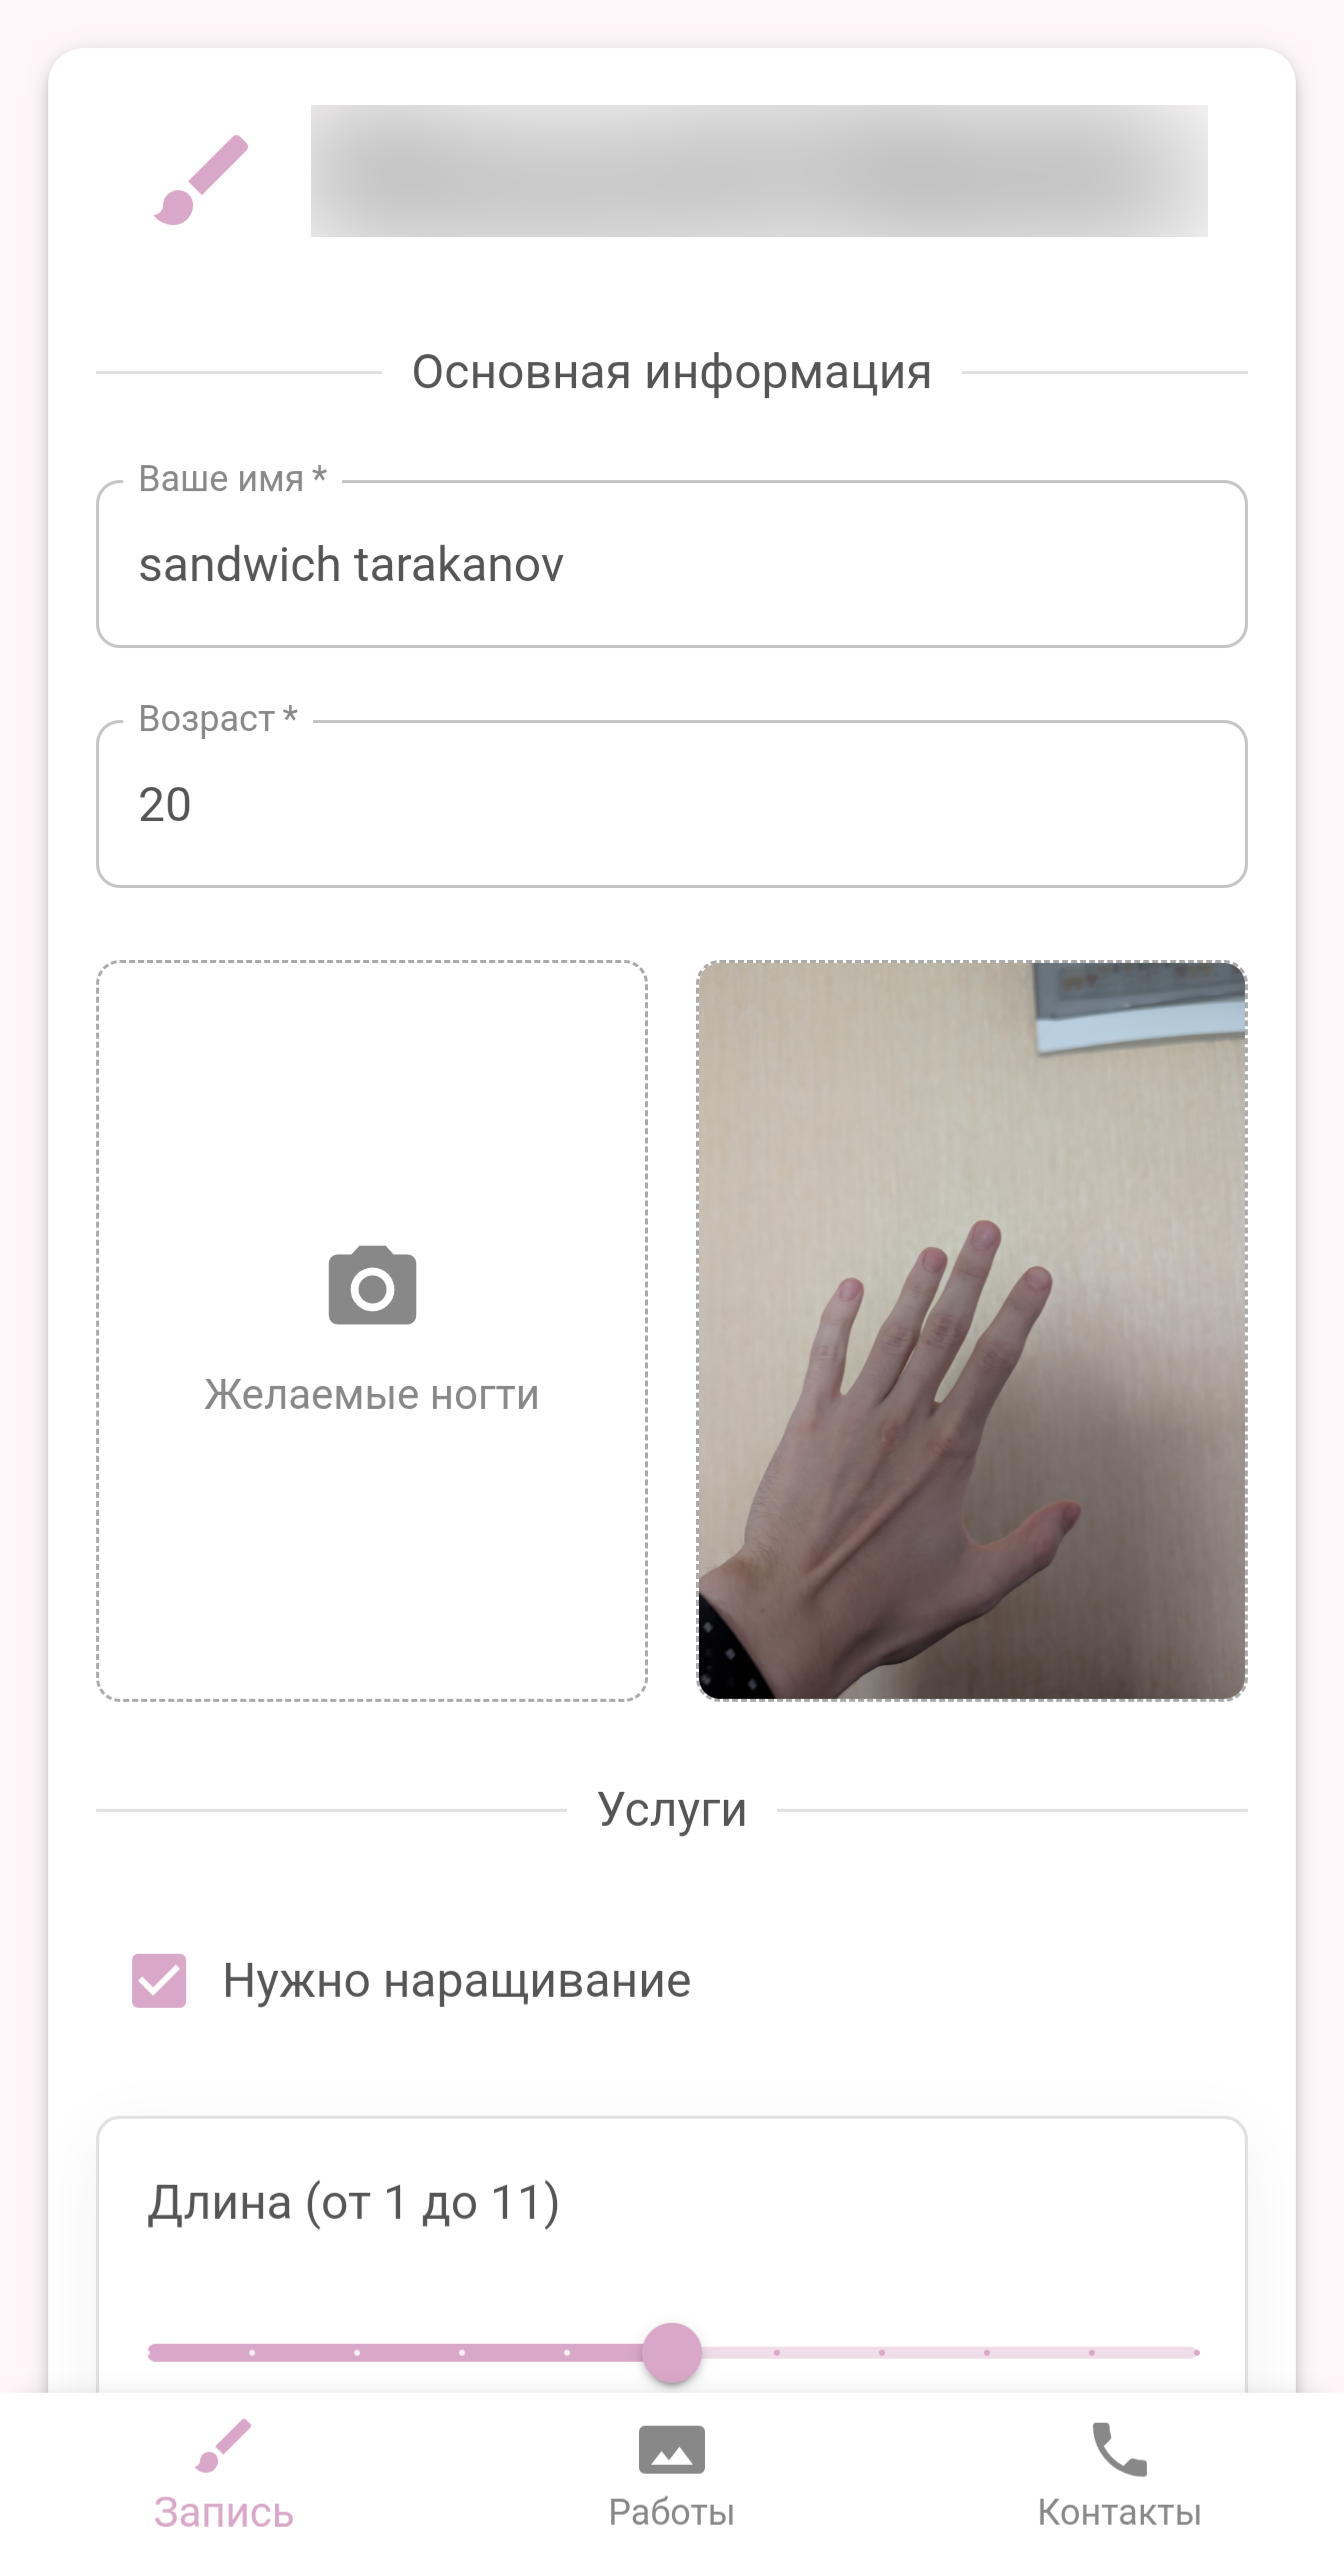 Основная информация
Ваше имя *
sandwich tarakanov
Возраст *
20
Желаемые ногти
Услуги
Нужно наращивание
Длина (от 1 до 11)
Запись
Работы
Контакты